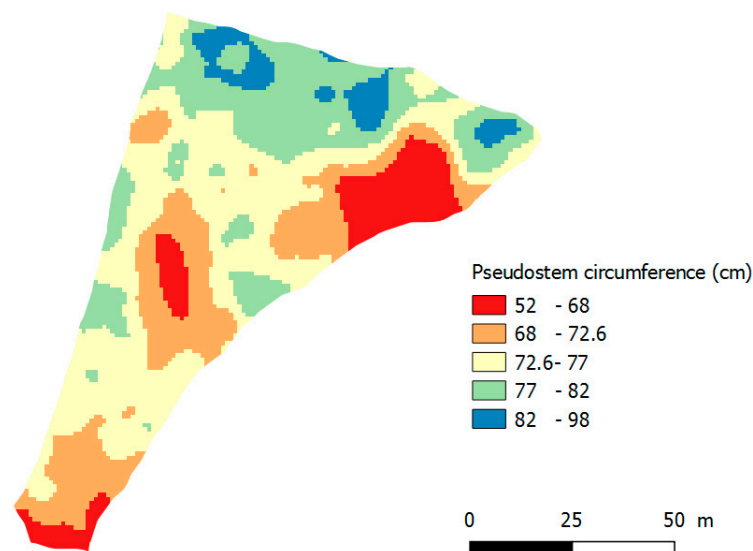 Pseudostem circumference (cm)
52 - 68
68 - 72.6
72.6- 77
77 - 82
82 - 98
0 25 50 m